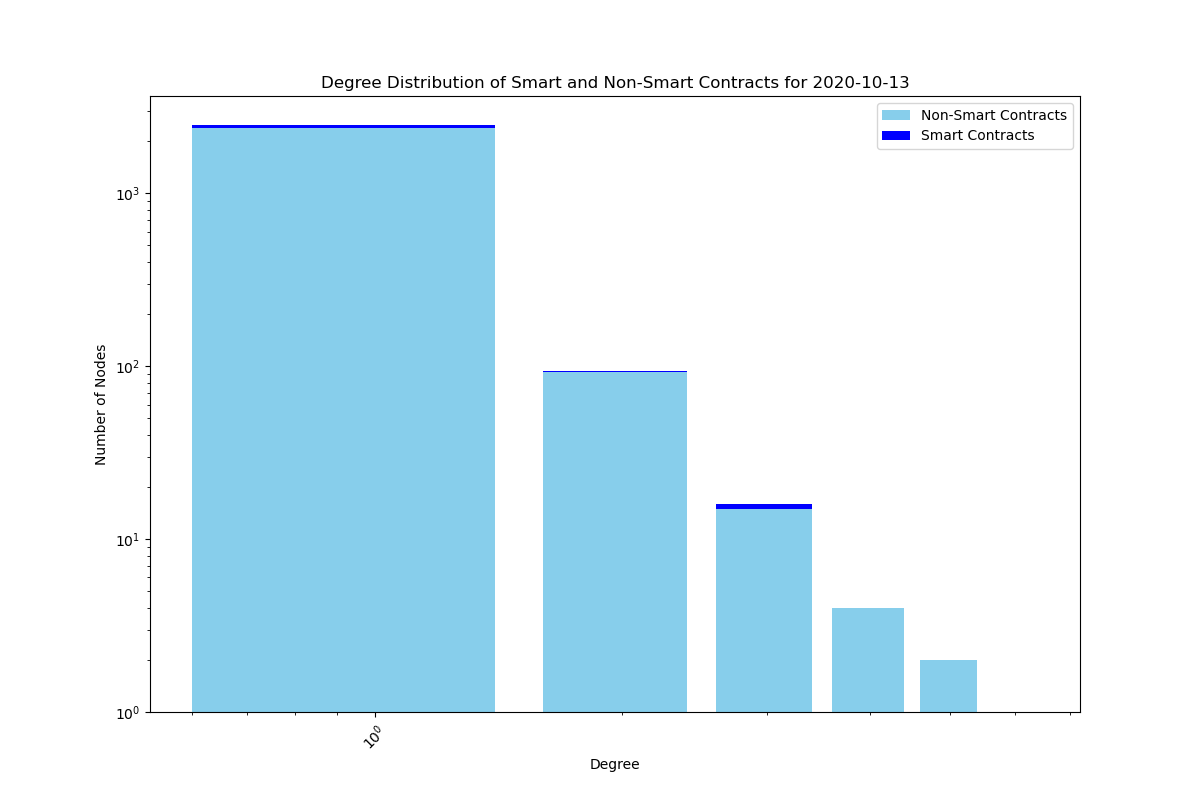 Degree Distribution of Smart and Non-Smart Contracts for 2020-10-13
Non-Smart Contracts
Smart Contracts
Number of Nodes
10³
10²
10¹
10⁰
10⁰
Degree